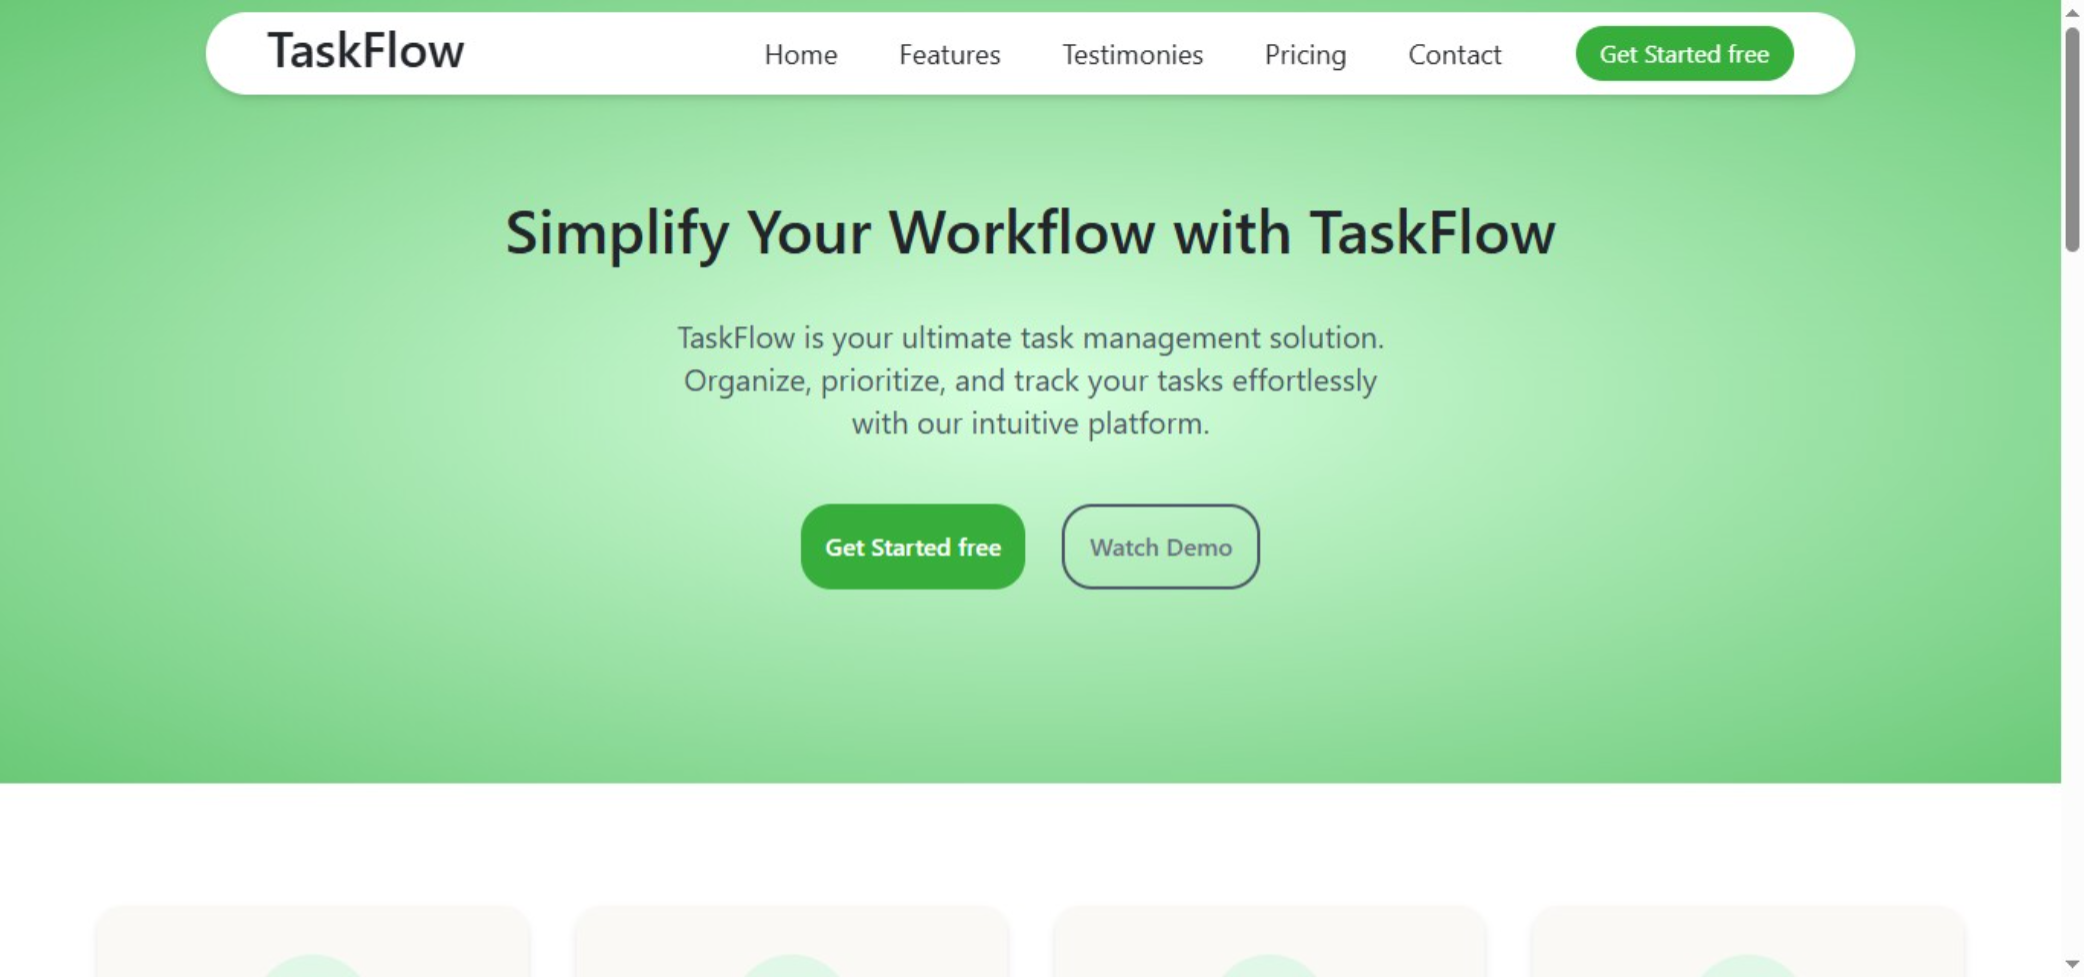 TaskFlow
Home
Features
Testimonies
Pricing
Contact
Get Started free
Simplify Your Workflow with TaskFlow
TaskFlow is your ultimate task management solution.
Organize, prioritize, and track your tasks effortlessly
with our intuitive platform.
Get Started free
Watch Demo